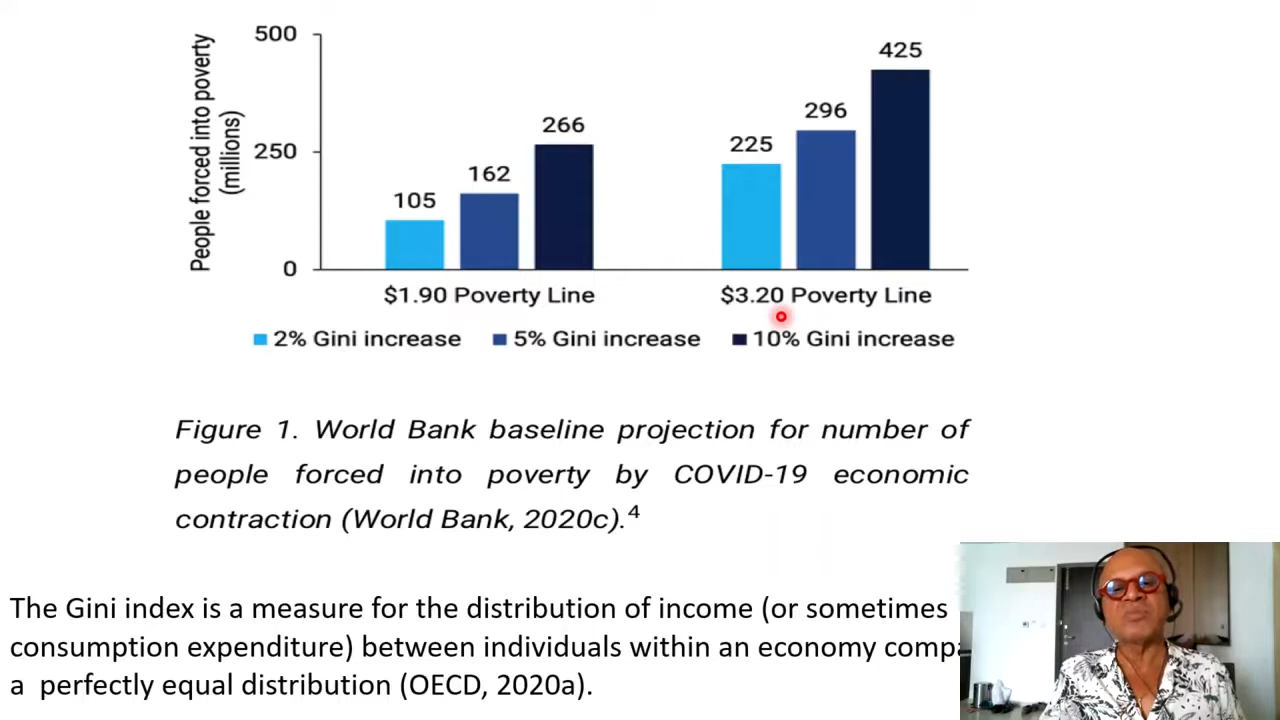 People forced into poverty
(millions)
500
250
0
105
162
266
225
296
425
$1.90 Poverty Line
$3.20 Poverty Line
2% Gini increase
5% Gini increase
10% Gini increase
Figure 1. World Bank baseline projection for number of
people forced into poverty by COVID-19 economic
contraction (World Bank, 2020c).⁴
The Gini index is a measure for the distribution of income (or sometimes
consumption expenditure) between individuals within an economy
a perfectly equal distribution (OECD, 2020a).